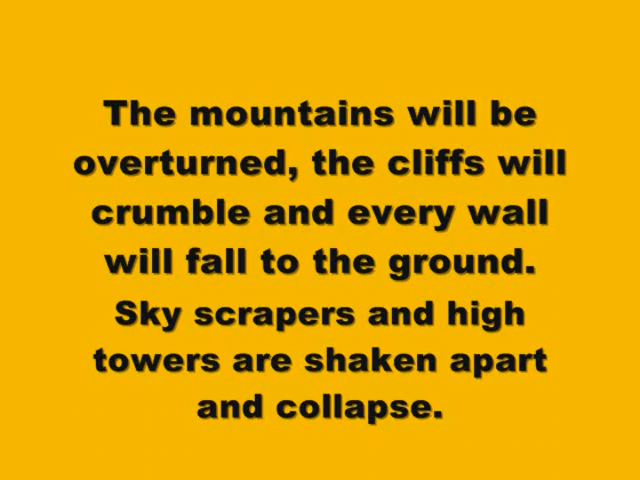 The mountains will be
overturned, the cliffs will
crumble and every wall
will fall to the ground.
Sky scrapers and high
towers are shaken apart
and collapse.